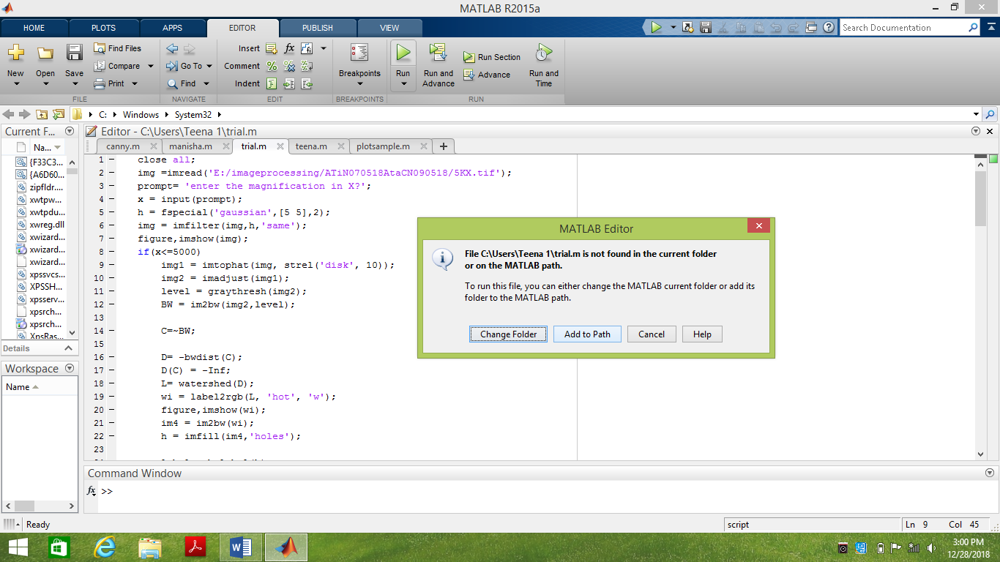 MATLAB R2015a
HOME PLOTS APPS EDITOR PUBLISH VIEW
Search Documentation
New Open Save Find Files Compare Print
Go To Find
Insert Comment Indent
Breakpoints
Run Run and Advance Run Section Advance Run and Time
FILE NAVIGATE EDIT BREAKPOINTS RUN
C: Windows System32
Current F...
Na...
{F33C3...
{A6D60...
zipfldr....
xwtpw...
xwtpdu...
xwreg.dll
xwizard...
xwizard...
xwizard...
xpssvcs...
XPSSH...
xpsserv...
xpsrch...
xpsrch...
XpsRas...
Details
Workspace
Name
Editor - C:\Users\Teena 1\trial.m
canny.m manisha.m trial.m teena.m plotsample.m
1 close all;
2 img =imread('E:/imageprocessing/ATiN070518AtaCN090518/5KX.tif');
3 prompt= 'enter the magnification in X?';
4 x = input(prompt);
5 h = fspecial('gaussian',[5 5],2);
6 img = imfilter(img,h,'same');
7 figure,imshow(img);
8 if(x<=5000)
9 img1 = imtophat(img, strel('disk', 10));
10 img2 = imadjust(img1);
11 level = graythresh(img2);
12 BW = im2bw(img2,level);
13
14 C=~BW;
15
16 D= -bwdist(C);
17 D(C) = -Inf;
18 L= watershed(D);
19 wi = label2rgb(L, 'hot', 'w');
20 figure,imshow(wi);
21 im4 = im2bw(wi);
22 h = imfill(im4,'holes');
23
MATLAB Editor
File C:\Users\Teena 1\trial.m is not found in the current folder
or on the MATLAB path.
To run this file, you can either change the MATLAB current folder or add its
folder to the MATLAB path.
Change Folder Add to Path Cancel Help
Command Window
fx >>
Ready
script Ln 9 Col 45
3:00 PM
12/28/2018